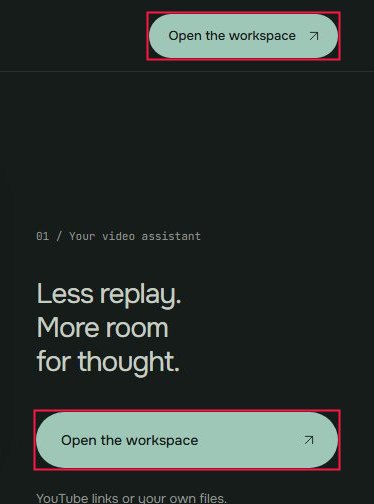 Open the workspace
01 / Your video assistant
Less replay.
More room
for thought.
Open the workspace
YouTube links or your own files.